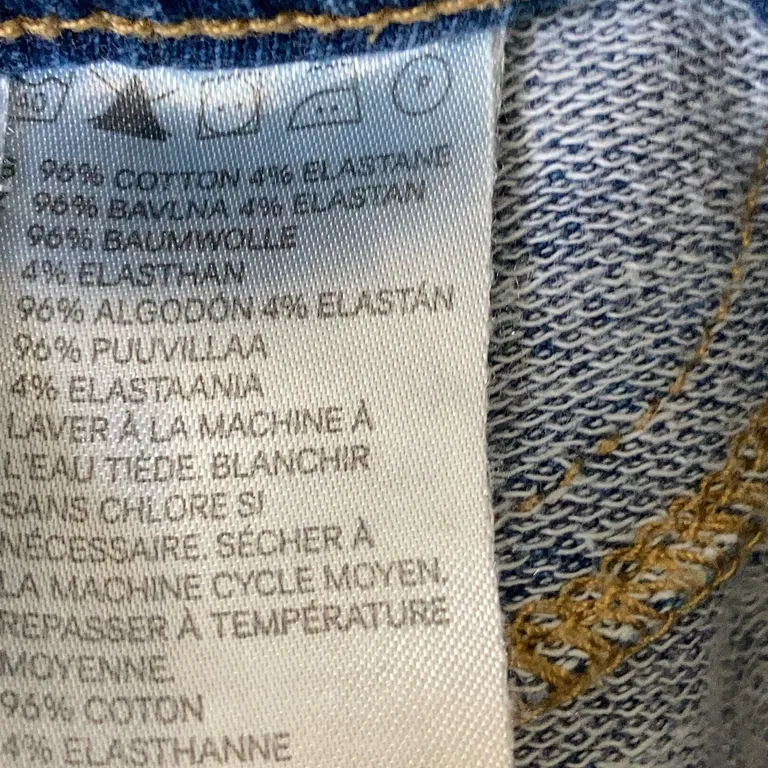 96% COTTON 4% ELASTANE
96% BAVLNA 4% ELASTAN
96% BAUMWOLLE
4% ELASTHAN
96% ALGODÓN 4% ELASTÁN
96% PUUVILLAA
4% ELASTAANIA
LAVER À LA MACHINE À
L'EAU TIÈDE. BLANCHIR
SANS CHLORE SI
NÉCESSAIRE. SÉCHER À
LA MACHINE CYCLE MOYEN.
REPASSER À TEMPÉRATURE
MOYENNE.
96% COTON
4% ELASTHANNE